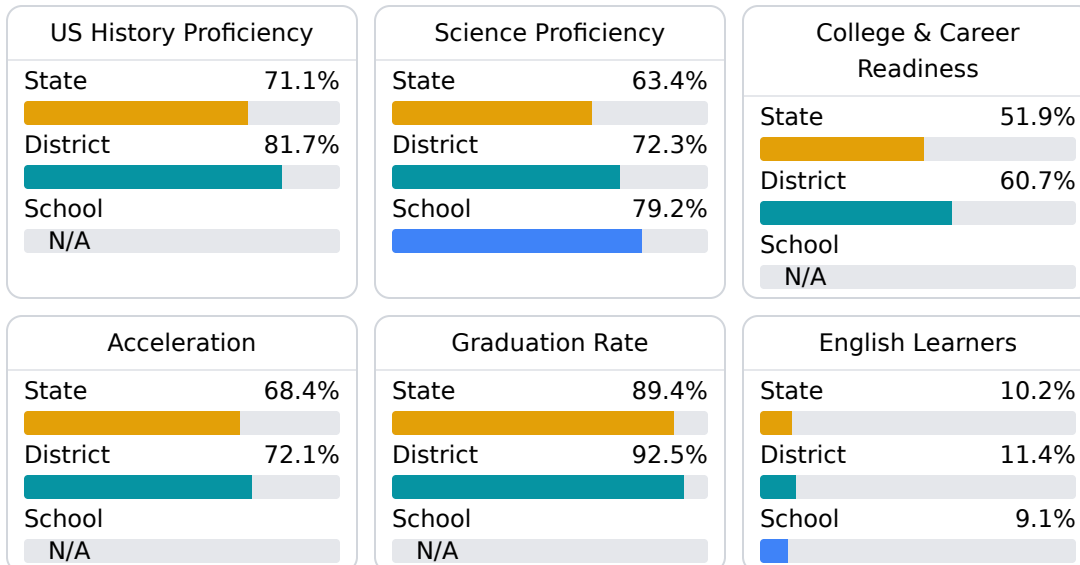 US History Proficiency
State 71.1%
District 81.7%
School
N/A
Science Proficiency
State 63.4%
District 72.3%
School 79.2%
College & Career
Readiness
State 51.9%
District 60.7%
School
N/A
Acceleration
State 68.4%
District 72.1%
School
N/A
Graduation Rate
State 89.4%
District 92.5%
School
N/A
English Learners
State 10.2%
District 11.4%
School 9.1%